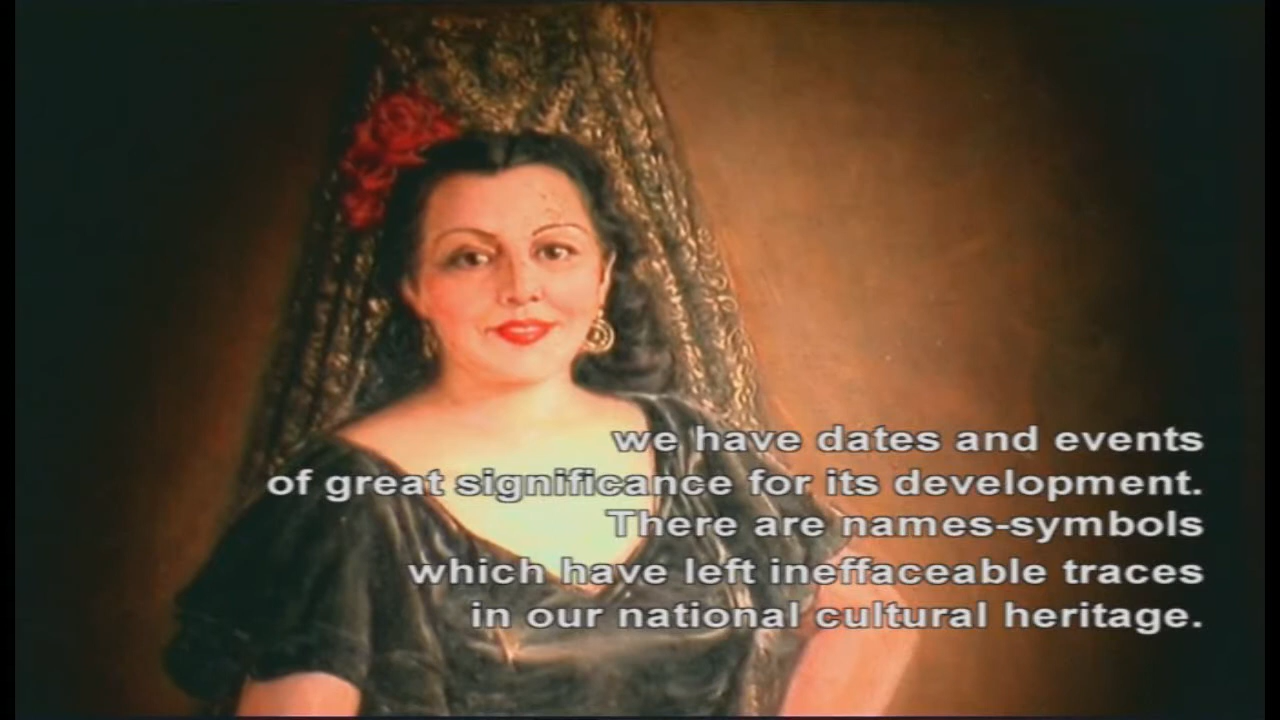 we have dates and events
of great significance for its development.
There are names-symbols
which have left ineffaceable traces
in our national cultural heritage.